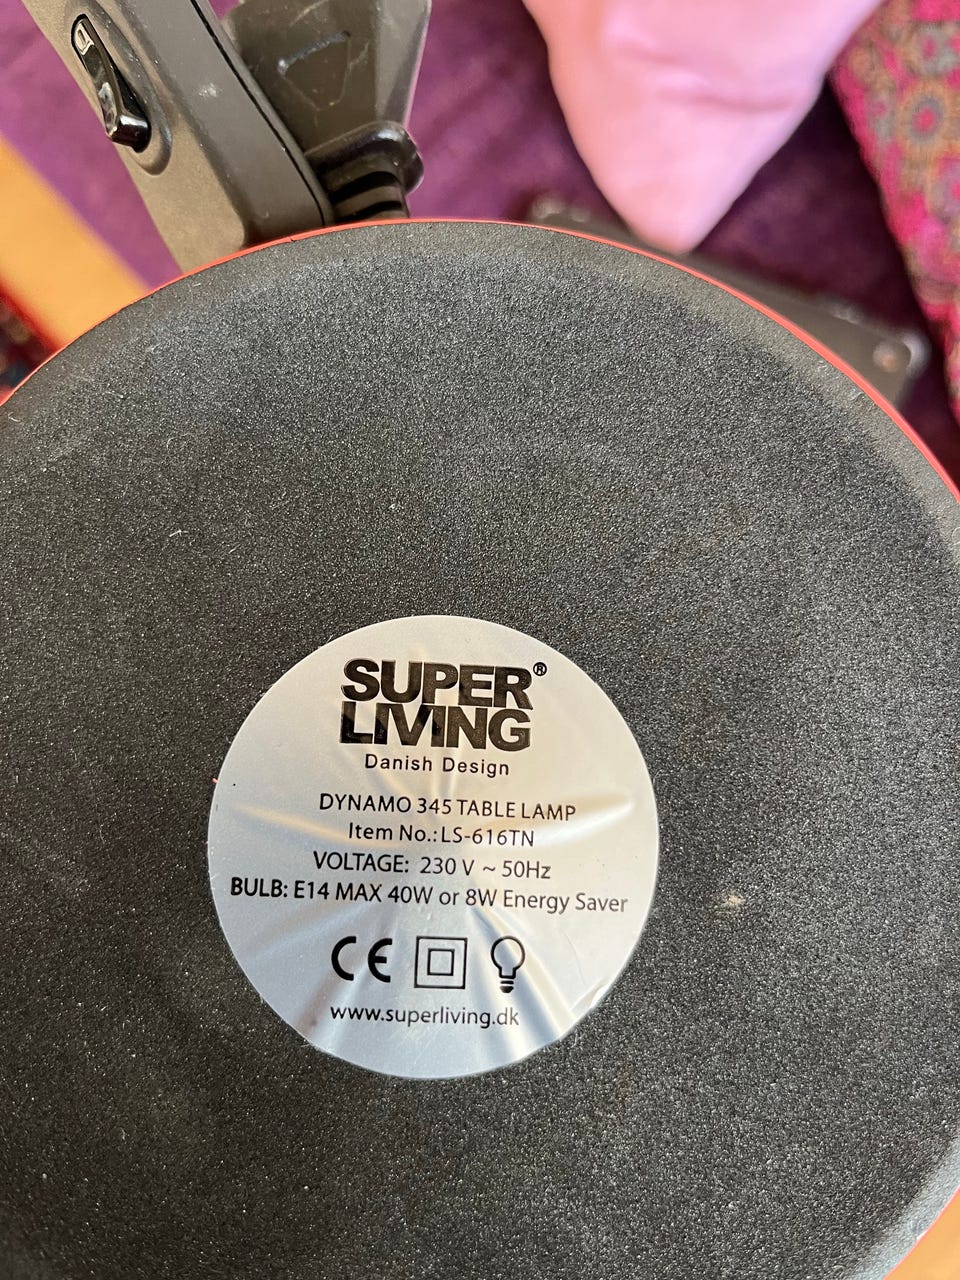 SUPER®
LIVING
Danish Design
DYNAMO 345 TABLE LAMP
Item No.: LS-616TN
VOLTAGE: 230 V ~ 50Hz
BULB: E14 MAX 40W or 8W Energy Saver
CE
www.superliving.dk